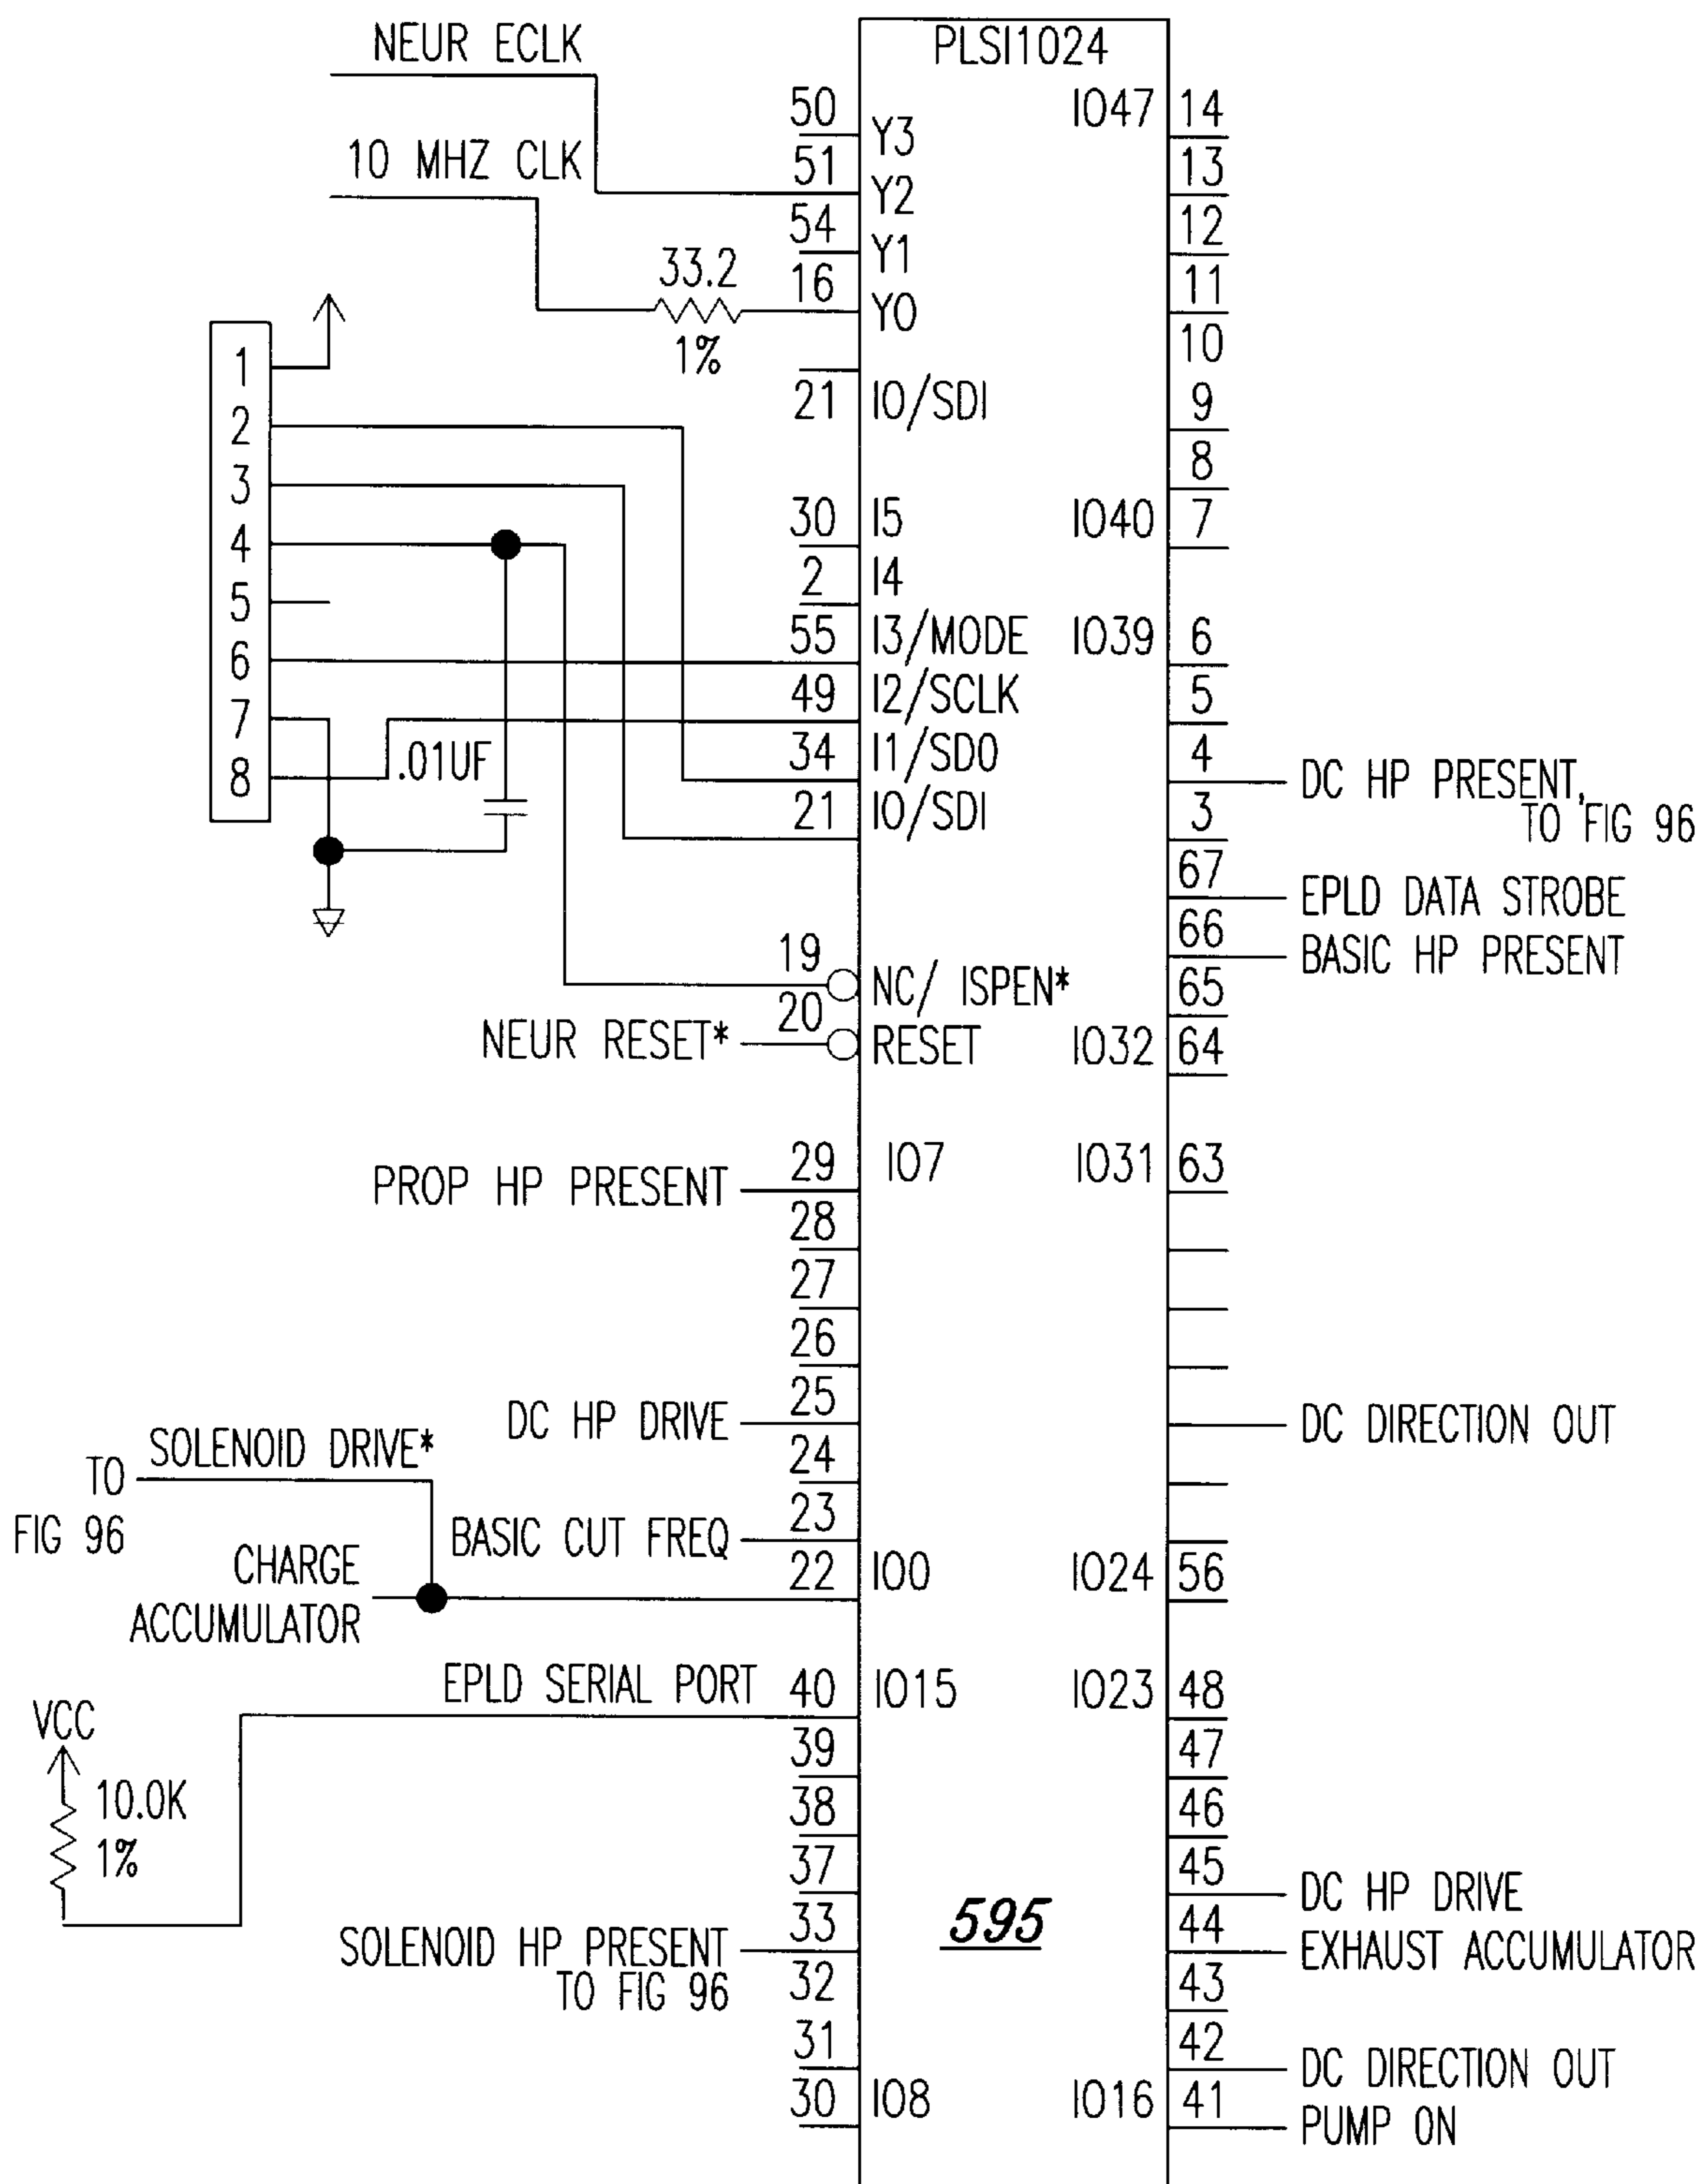 PLSI1024
NEUR ECLK
50 Y3 IO47 14
10 MHZ CLK
51 Y2 13
54 Y1 12
33.2
16 Y0 11
1%
10
21 IO/SDI 9
8
30 I5 IO40 7
2 I4
55 I3/MODE IO39 6
49 I2/SCLK 5
34 I1/SDO 4
DC HP PRESENT,
TO FIG 96
21 IO/SDI 3
1
2
3
4
5
6
7
8
.01UF
67 EPLD DATA STROBE
66 BASIC HP PRESENT
19 NC/ ISPEN* 65
NEUR RESET* 20 RESET IO32 64
PROP HP PRESENT 29 IO7 IO31 63
28
27
26
DC HP DRIVE 25 DC DIRECTION OUT
24
SOLENOID DRIVE*
TO
FIG 96
BASIC CUT FREQ 23
CHARGE
ACCUMULATOR
22 IO0 IO24 56
EPLD SERIAL PORT 40 IO15 IO23 48
VCC
10.0K
1%
39 47
38 46
37 45 DC HP DRIVE
SOLENOID HP PRESENT
TO FIG 96
33 595 44 EXHAUST ACCUMULATOR
32 43
31 42 DC DIRECTION OUT
30 IO8 IO16 41 PUMP ON